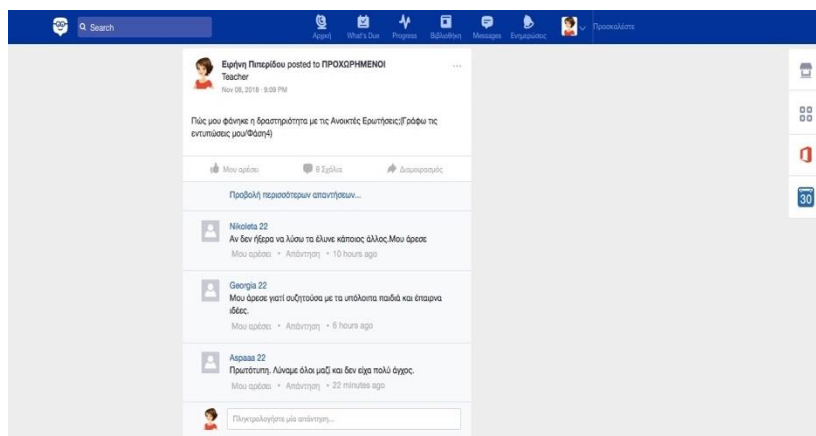 Search
Αρχική What's Due Progress Βιβλιοθήκη Messages Ενημερώσεις Προσκαλέστε
Ειρήνη Πιπερίδου posted to ΠΡΟΧΩΡΗΜΕΝΟΙ
Teacher
Nov 08, 2018 · 9:09 PM
Πώς μου φάνηκε η δραστηριότητα με τις Ανοικτές Ερωτήσεις;(Γράφω τις
εντυπώσεις μου/Φάση4)
Μου αρέσει 8 Σχόλια Διαμοιρασμός
Προβολή περισσότερων απαντήσεων...
Nikoleta 22
Αν δεν ήξερα να λύσω τα έλυνε κάποιος άλλος.Μου άρεσε
Μου αρέσει • Απάντηση • 10 hours ago
Georgia 22
Μου άρεσε γιατί συζητούσα με τα υπόλοιπα παιδιά και έπαιρνα
ιδέες.
Μου αρέσει • Απάντηση • 6 hours ago
Aspaaa 22
Πρωτότυπη. Λύναμε όλοι μαζί και δεν είχα πολύ άγχος.
Μου αρέσει • Απάντηση • 22 minutes ago
Πληκτρολογήστε μία απάντηση...
30